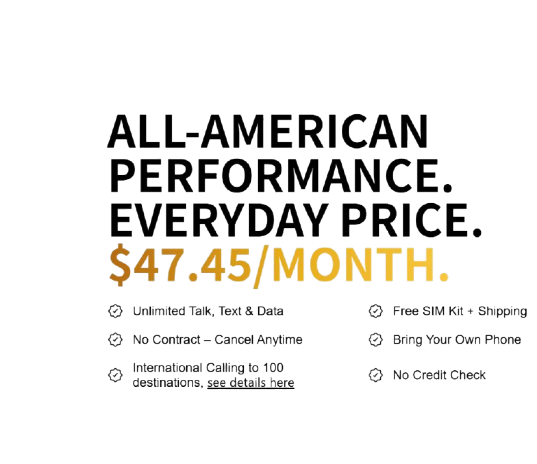 ALL-AMERICAN
PERFORMANCE.
EVERYDAY PRICE.
$47.45/MONTH.
Unlimited Talk, Text & Data
Free SIM Kit + Shipping
No Contract – Cancel Anytime
Bring Your Own Phone
International Calling to 100
destinations, see details here
No Credit Check